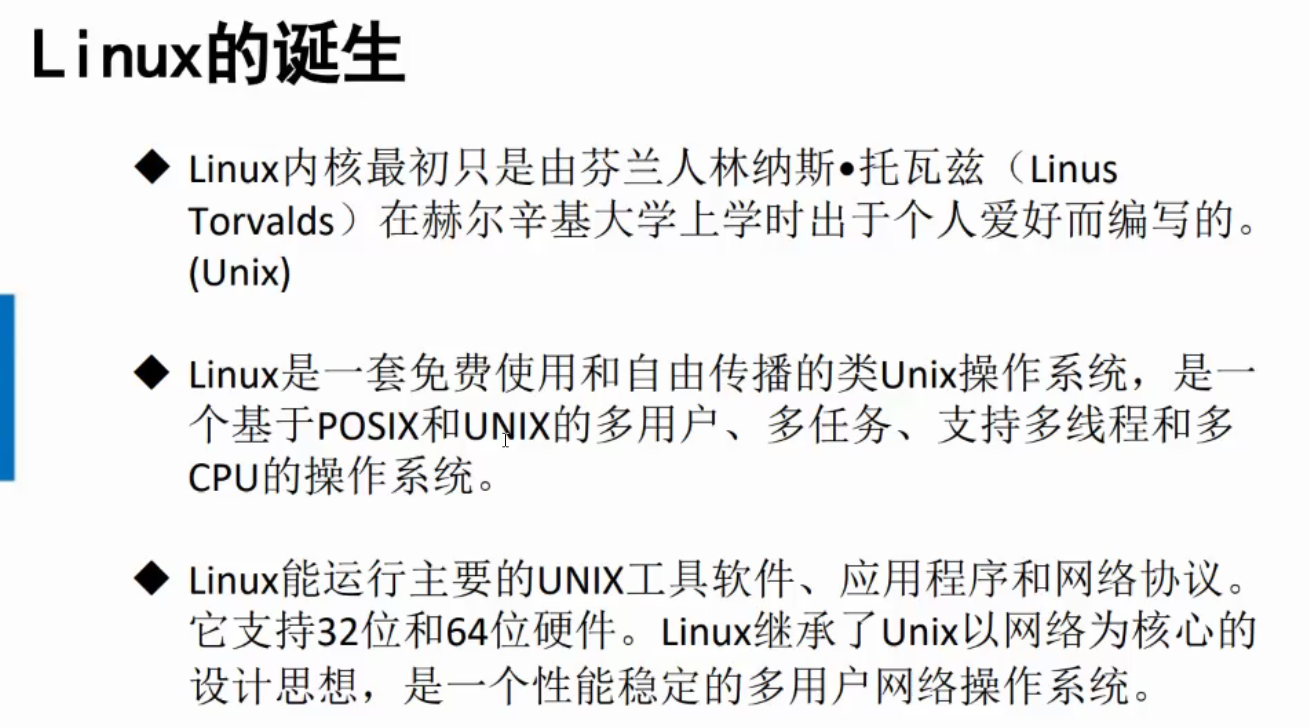 Linux的诞生
◆ Linux内核最初只是由芬兰人林纳斯•托瓦兹（Linus
Torvalds）在赫尔辛基大学上学时出于个人爱好而编写的。
(Unix)
◆ Linux是一套免费使用和自由传播的类Unix操作系统，是一
个基于POSIX和UNIX的多用户、多任务、支持多线程和多
CPU的操作系统。
◆ Linux能运行主要的UNIX工具软件、应用程序和网络协议。
它支持32位和64位硬件。Linux继承了Unix以网络为核心的
设计思想，是一个性能稳定的多用户网络操作系统。